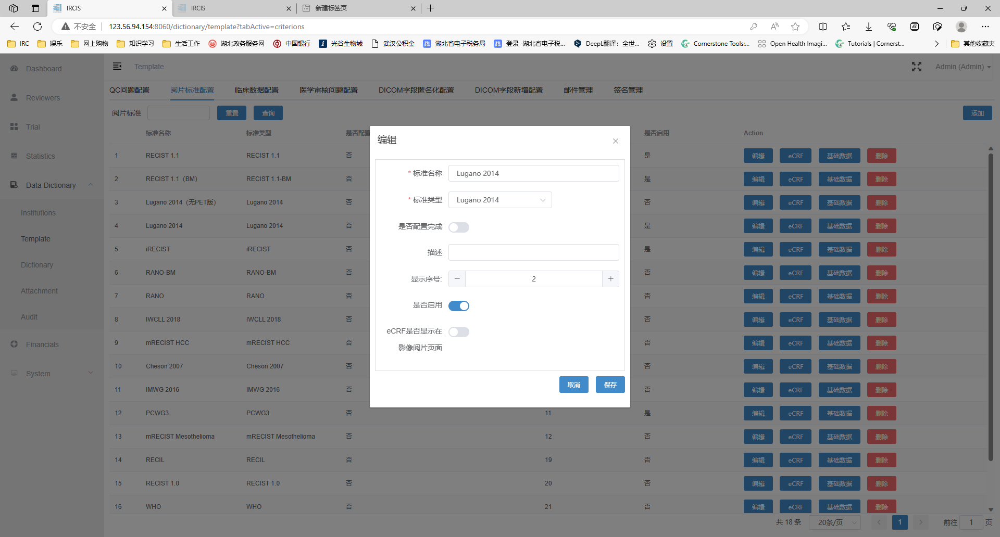 IRCIS
IRCIS
新建标签页
不安全
123.56.94.154:8060/dictionary/template?tabActive=criterions
IRC
娱乐
网上购物
知识学习
生活工作
湖北政务服务网
中国银行
光谷生物城
武汉公积金
湖北省电子税务局
登录 -湖北省电子税...
DeepL翻译：全世...
设置
Cornerstone Tools:...
Open Health Imagi...
Tutorials | Cornerst...
其他收藏夹
Dashboard
Reviewers
Trial
Statistics
Data Dictionary
Institutions
Template
Dictionary
Attachment
Audit
Financials
System
Template
Admin (Admin)
QC问题配置 阅片标准配置 临床数据配置 医学审核问题配置 DICOM字段匿名化配置 DICOM字段新增配置 邮件管理 签名管理
阅片标准 重置 查询 添加
标准名称 标准类型 是否配置 是否启用 Action
1 RECIST 1.1 RECIST 1.1 否 是 编辑 eCRF 基础数据 删除
2 RECIST 1.1（BM） RECIST 1.1-BM 否 是 编辑 eCRF 基础数据 删除
3 Lugano 2014（无PET版） Lugano 2014 否 否 编辑 eCRF 基础数据 删除
4 Lugano 2014 Lugano 2014 否 是 编辑 eCRF 基础数据 删除
5 iRECIST iRECIST 否 是 编辑 eCRF 基础数据 删除
6 RANO-BM RANO-BM 否 否 编辑 eCRF 基础数据 删除
7 RANO RANO 否 否 编辑 eCRF 基础数据 删除
8 IWCLL 2018 IWCLL 2018 否 否 编辑 eCRF 基础数据 删除
9 mRECIST HCC mRECIST HCC 否 否 编辑 eCRF 基础数据 删除
10 Cheson 2007 Cheson 2007 否 否 编辑 eCRF 基础数据 删除
11 IMWG 2016 IMWG 2016 否 否 编辑 eCRF 基础数据 删除
12 PCWG3 PCWG3 否 11 是 编辑 eCRF 基础数据 删除
13 mRECIST Mesothelioma mRECIST Mesothelioma 否 12 否 编辑 eCRF 基础数据 删除
14 RECIL RECIL 否 19 否 编辑 eCRF 基础数据 删除
15 RECIST 1.0 RECIST 1.0 否 20 否 编辑 eCRF 基础数据 删除
16 WHO WHO 否 21 否 编辑 eCRF 基础数据 删除
共 18 条 20条/页 1 前往 1 页
编辑
* 标准名称 Lugano 2014
* 标准类型 Lugano 2014
是否配置完成
描述
显示序号: 2
是否启用
eCRF是否显示在
影像阅片页面
取消 保存